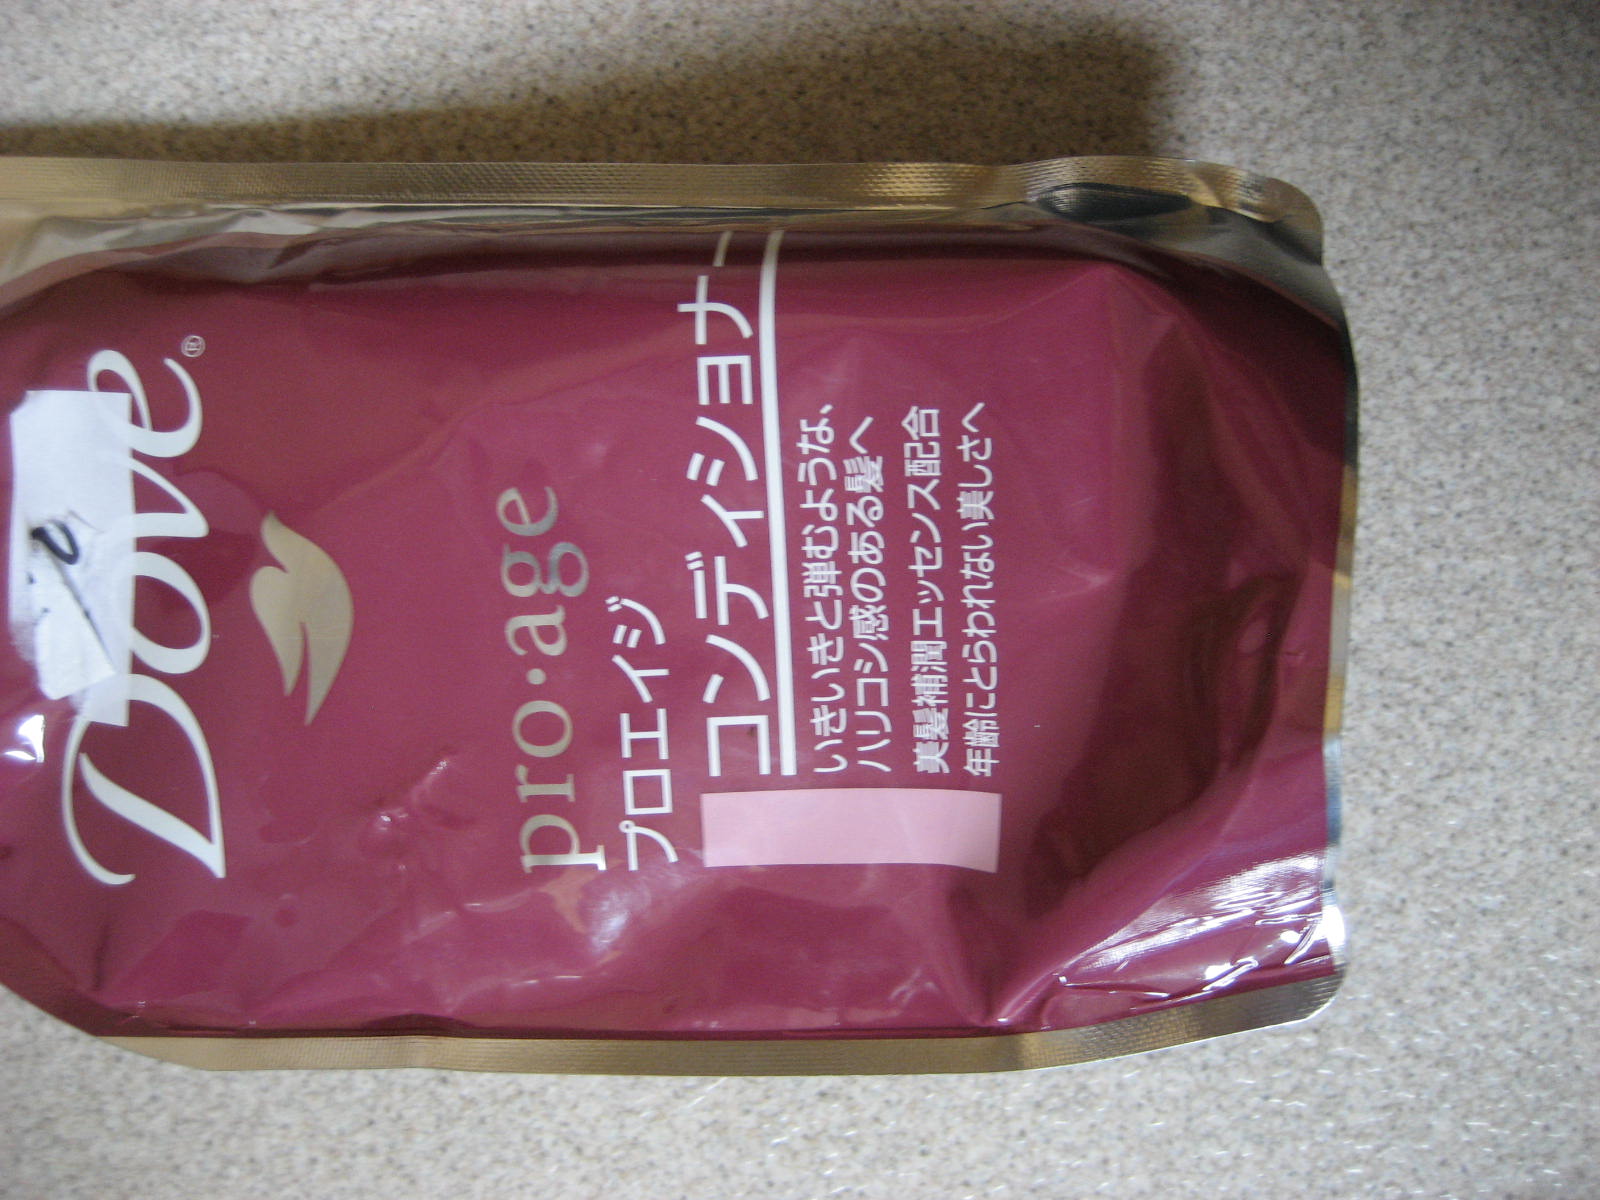 Dove®
pro·age
プロエイジ
コンディショナー
いきいきと弾むような、
ハリコシ感のある髪へ
美髪補潤エッセンス配合
年齢にとらわれない美しさへ